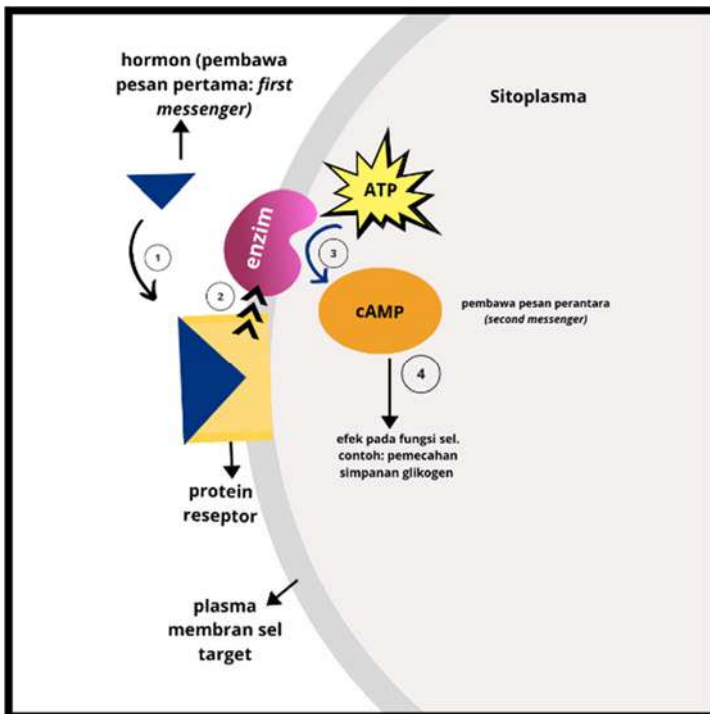 hormon (pembawa
pesan pertama: first
messenger)
Sitoplasma
ATP
enzim
1
3
2
cAMP
pembawa pesan perantara
(second messenger)
4
efek pada fungsi sel.
contoh: pemecahan
simpanan glikogen
protein
reseptor
plasma
membran sel
target